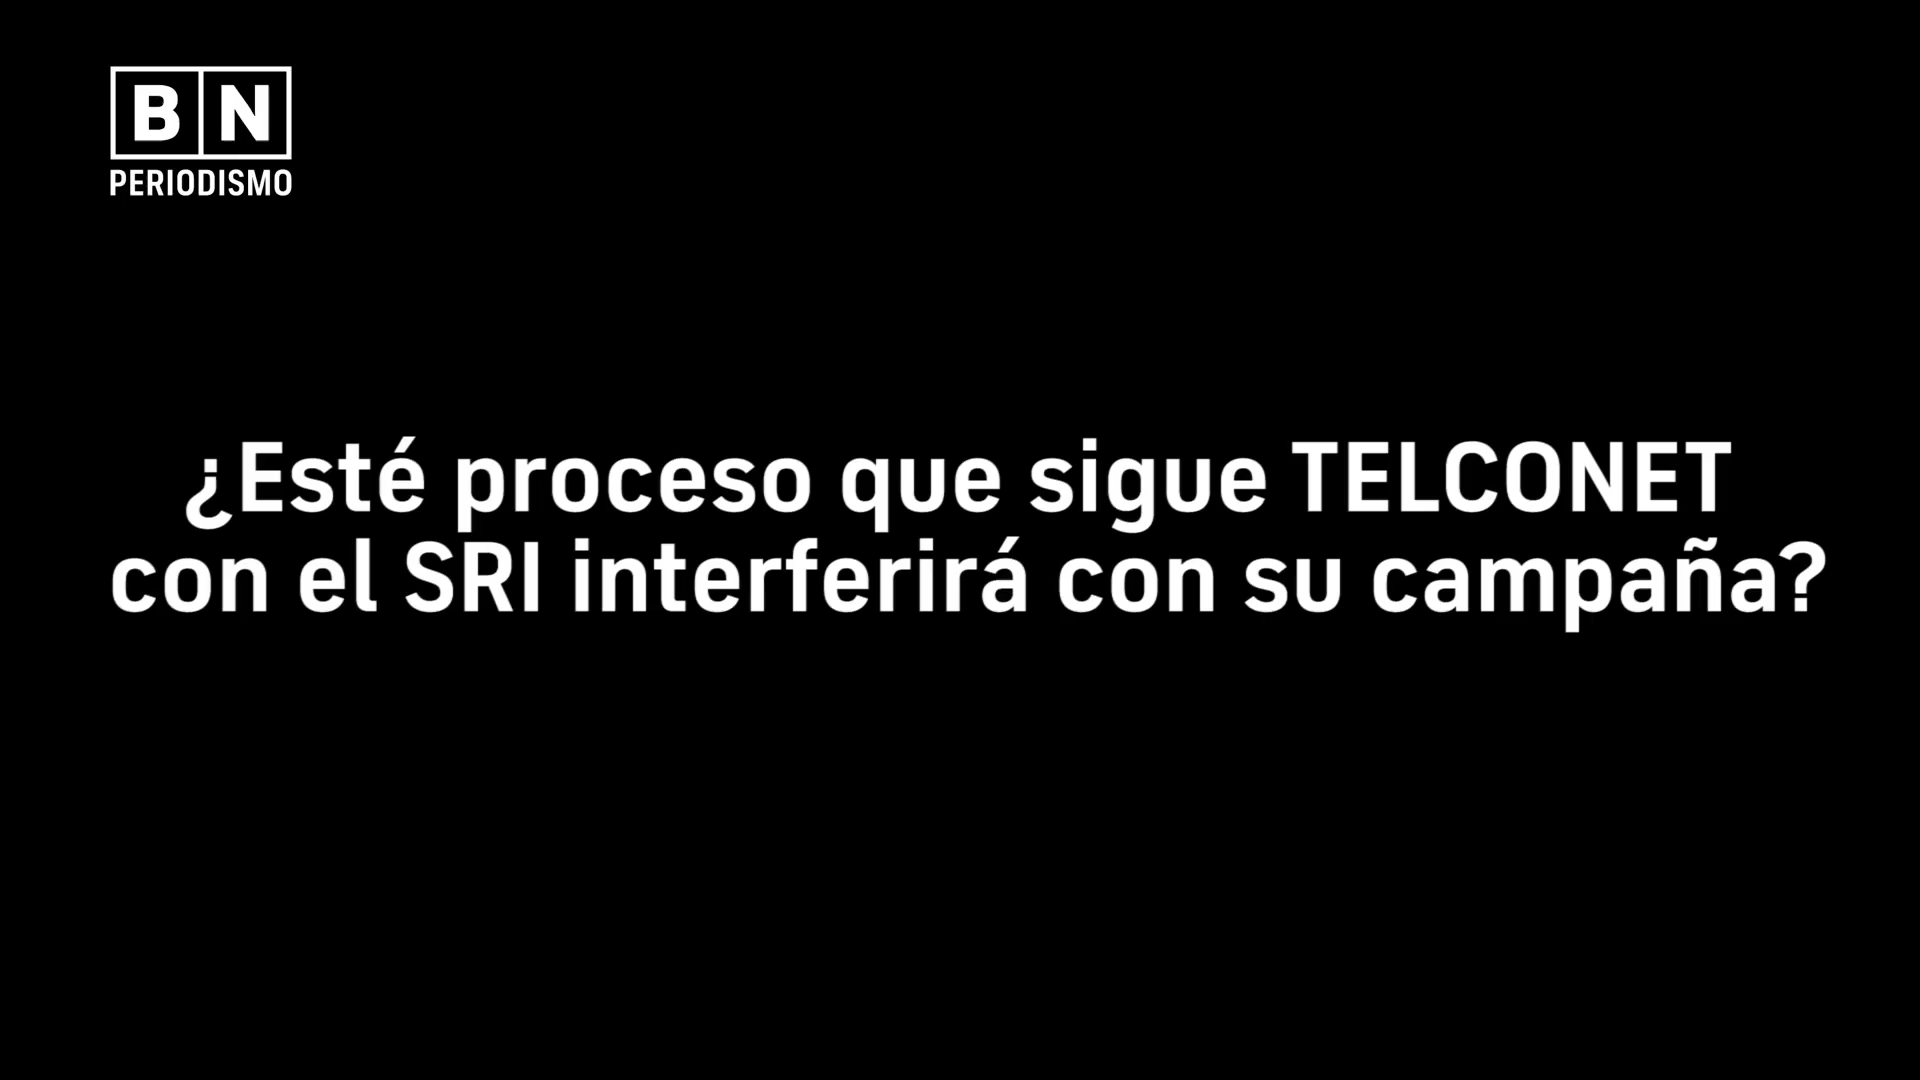 BN
PERIODISMO
¿Esté proceso que sigue TELCONET
con el SRI interferirá con su campaña?